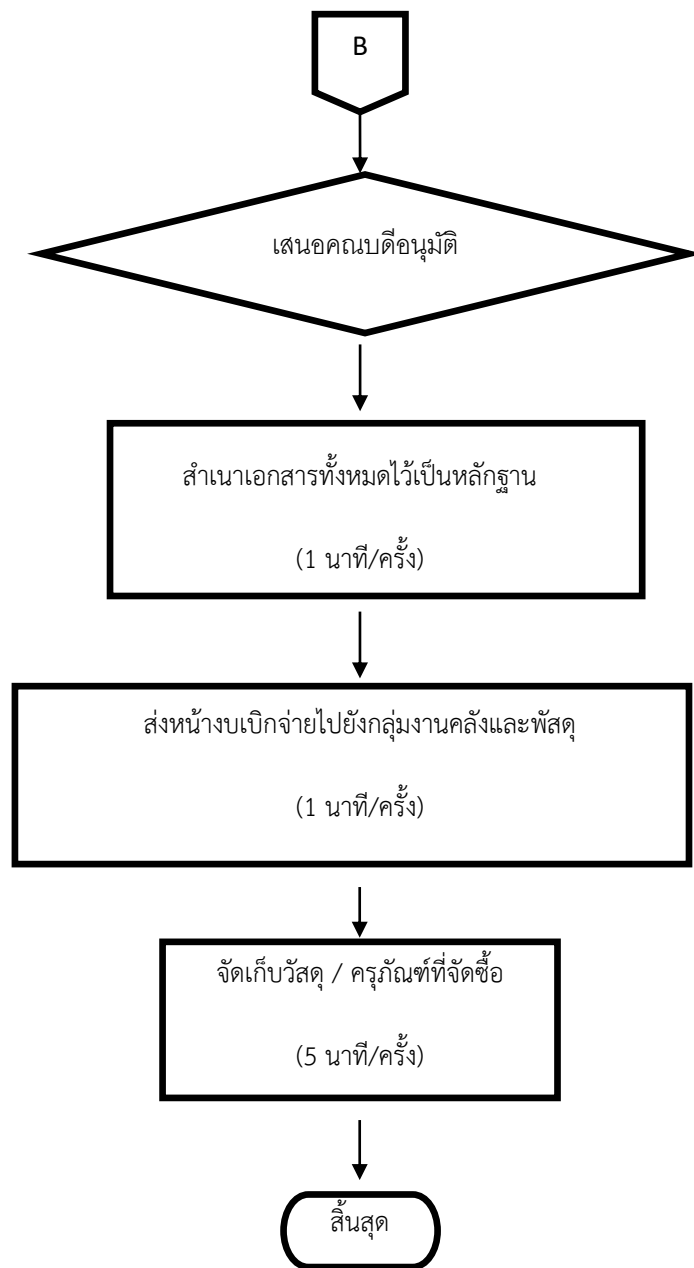 B
เสนอคณบดีอนุมัติ
สำเนาเอกสารทั้งหมดไว้เป็นหลักฐาน
(1 นาที/ครั้ง)
ส่งหน้างบเบิกจ่ายไปยังกลุ่มงานคลังและพัสดุ
(1 นาที/ครั้ง)
จัดเก็บวัสดุ / ครุภัณฑ์ที่จัดซื้อ
(5 นาที/ครั้ง)
สิ้นสุด